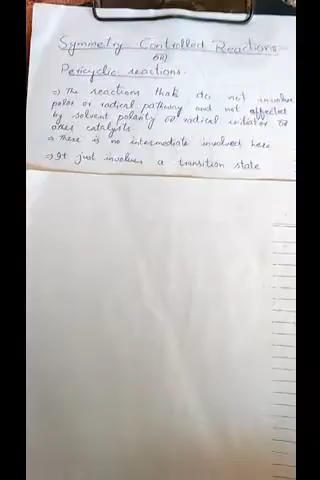 Symmetry Controlled Reactions
(or)
Pericyclic reactions.
⇒ The reactions that do not involve
polar or radical pathway and not affected
by solvent polarity or radical initiator or
other catalysts
⇒ There is no intermediate involved here
⇒ It just involves a transition state